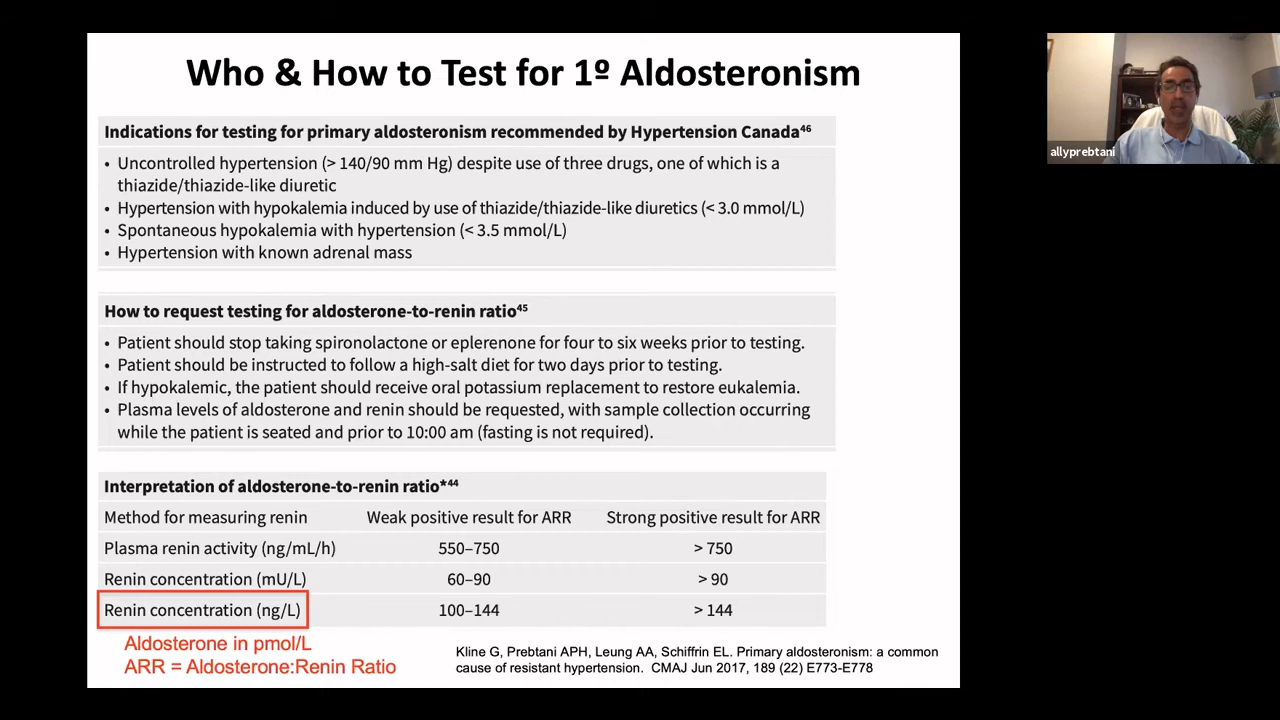 Who & How to Test for 1º Aldosteronism
Indications for testing for primary aldosteronism recommended by Hypertension Canada⁴⁶
• Uncontrolled hypertension (> 140/90 mm Hg) despite use of three drugs, one of which is a
thiazide/thiazide-like diuretic
• Hypertension with hypokalemia induced by use of thiazide/thiazide-like diuretics (< 3.0 mmol/L)
• Spontaneous hypokalemia with hypertension (< 3.5 mmol/L)
• Hypertension with known adrenal mass
How to request testing for aldosterone-to-renin ratio⁴⁵
• Patient should stop taking spironolactone or eplerenone for four to six weeks prior to testing.
• Patient should be instructed to follow a high-salt diet for two days prior to testing.
• If hypokalemic, the patient should receive oral potassium replacement to restore eukalemia.
• Plasma levels of aldosterone and renin should be requested, with sample collection occurring
while the patient is seated and prior to 10:00 am (fasting is not required).
Interpretation of aldosterone-to-renin ratio*⁴⁴
Method for measuring renin Weak positive result for ARR Strong positive result for ARR
Plasma renin activity (ng/mL/h) 550–750 > 750
Renin concentration (mU/L) 60–90 > 90
Renin concentration (ng/L) 100–144 > 144
Aldosterone in pmol/L
ARR = Aldosterone:Renin Ratio
Kline G, Prebtani APH, Leung AA, Schiffrin EL. Primary aldosteronism: a common
cause of resistant hypertension. CMAJ Jun 2017, 189 (22) E773-E778
allyprebtani